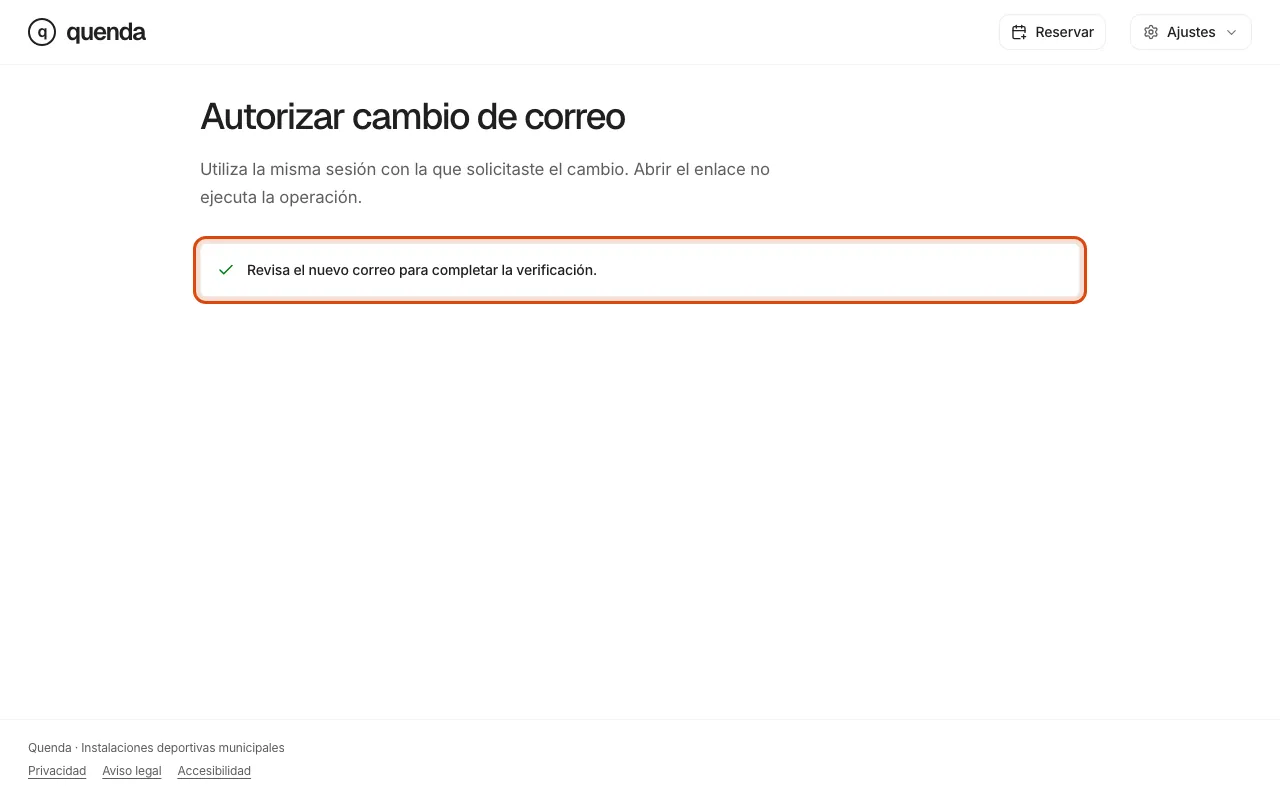 q quenda
Reservar
Ajustes
Autorizar cambio de correo
Utiliza la misma sesión con la que solicitaste el cambio. Abrir el enlace no
ejecuta la operación.
Revisa el nuevo correo para completar la verificación.
Quenda · Instalaciones deportivas municipales
Privacidad Aviso legal Accesibilidad